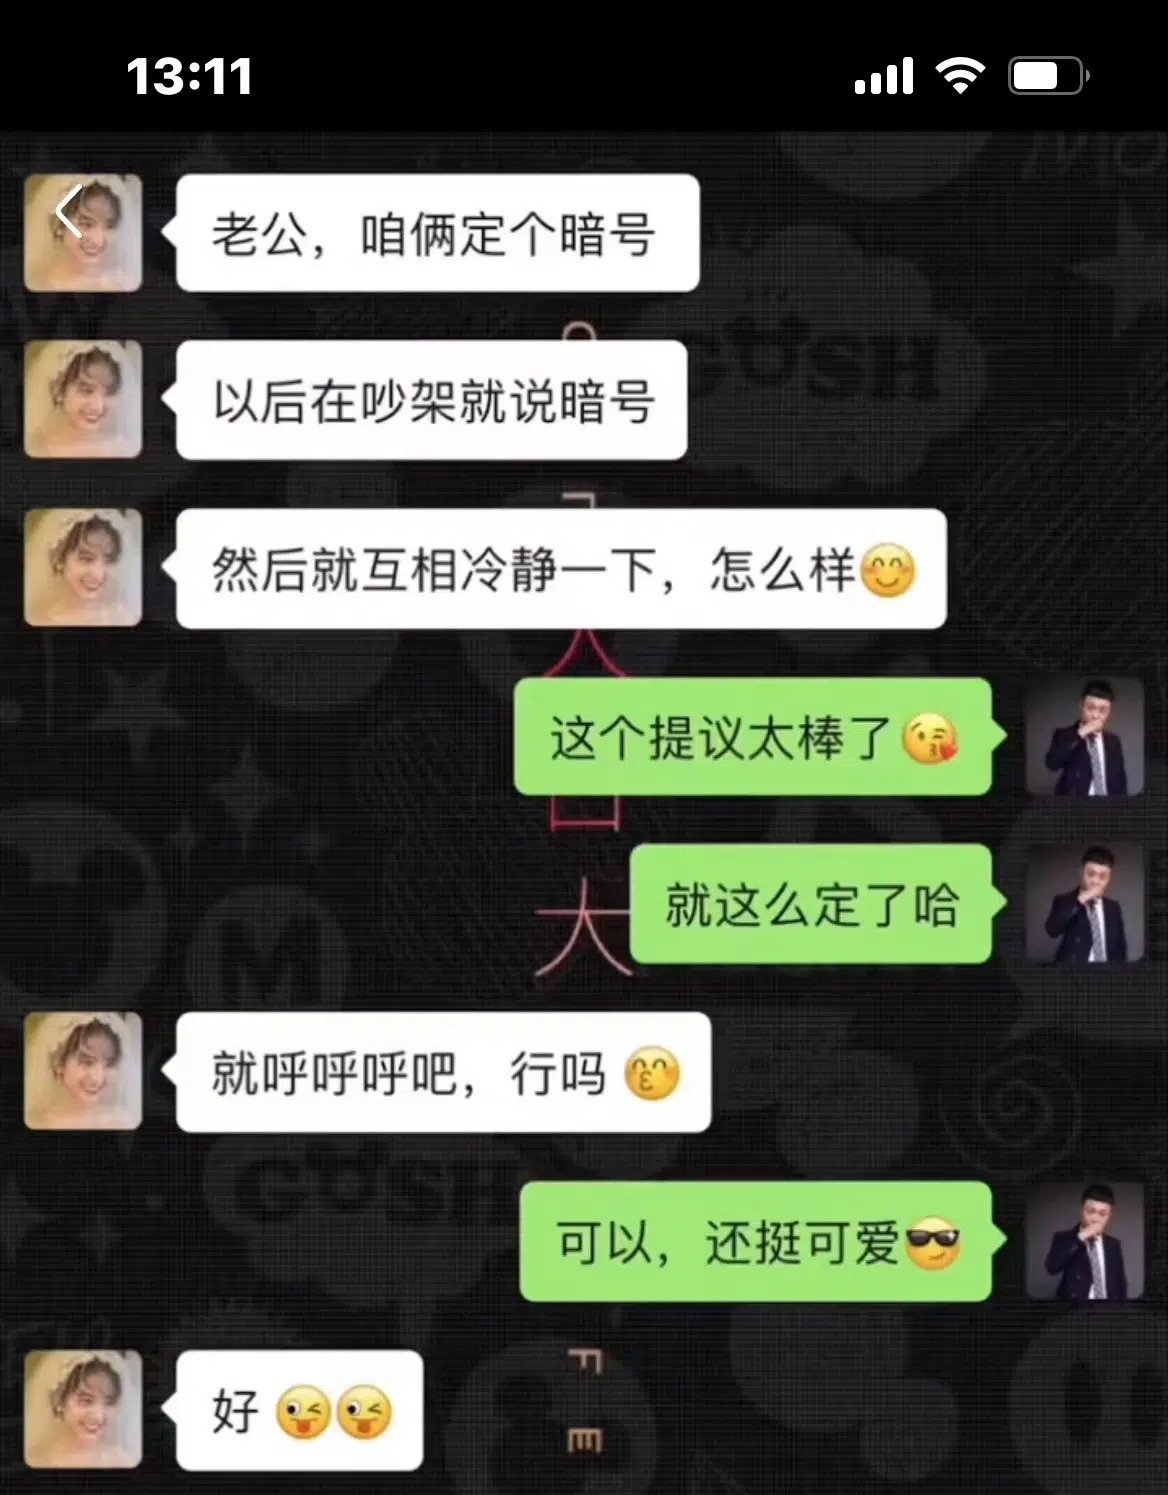 13:11
老公，咱俩定个暗号
以后在吵架就说暗号
然后就互相冷静一下，怎么样😊
这个提议太棒了😘
就这么定了哈
大
就呼呼呼吧，行吗 😙
GUSH
可以，还挺可爱😎
好 😜😜
F
E